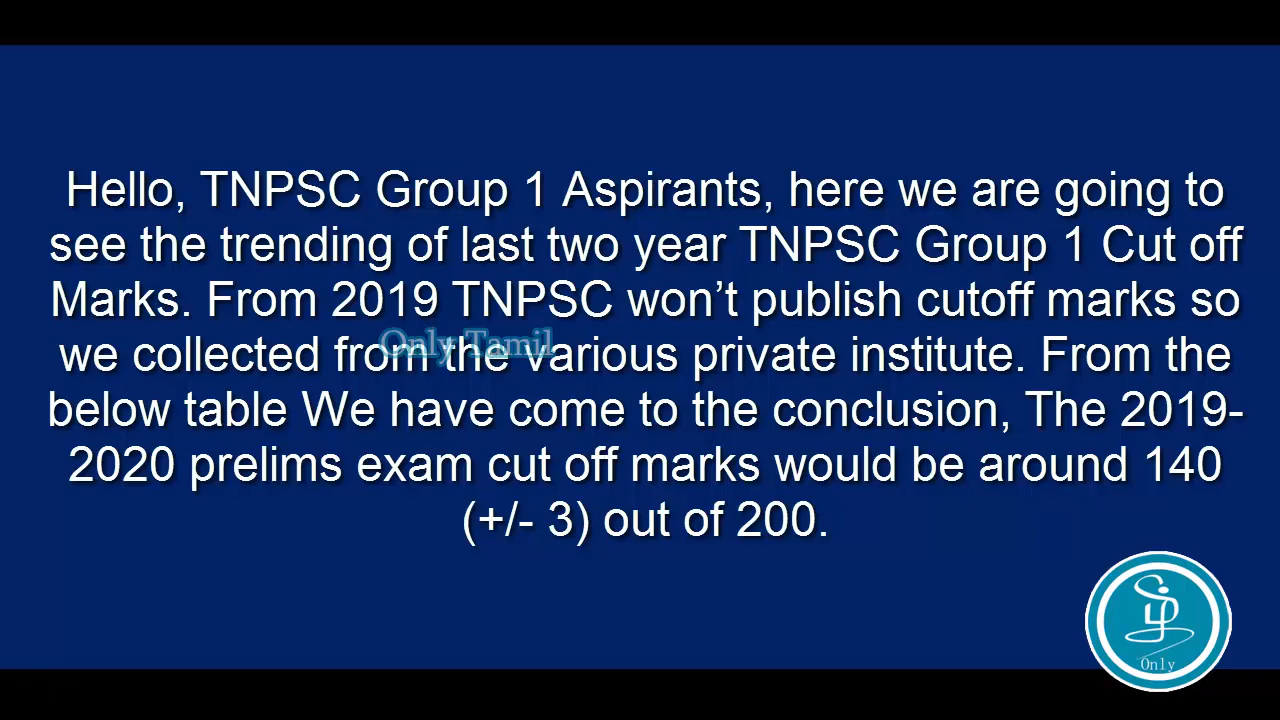 Hello, TNPSC Group 1 Aspirants, here we are going to
see the trending of last two year TNPSC Group 1 Cut off
Marks. From 2019 TNPSC won’t publish cutoff marks so
we collected from the various private institute. From the
Only Tamil
below table We have come to the conclusion, The 2019-
2020 prelims exam cut off marks would be around 140
(+/- 3) out of 200.
Only